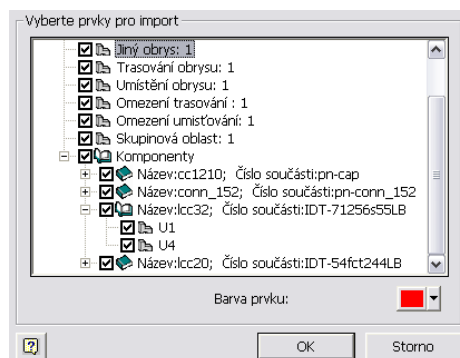 Vyberte prvky pro import
Jiný obrys: 1
Trasování obrysu: 1
Umístění obrysu: 1
Omezení trasování : 1
Omezení umisťování: 1
Skupinová oblast: 1
Komponenty
Název:cc1210; Číslo součásti:pn-cap
Název:conn_152; Číslo součásti:pn-conn_152
Název:lcc32; Číslo součásti:IDT-71256s55LB
U1
U4
Název:lcc20; Číslo součásti:IDT-54fct244LB
Barva prvku:
OK Storno